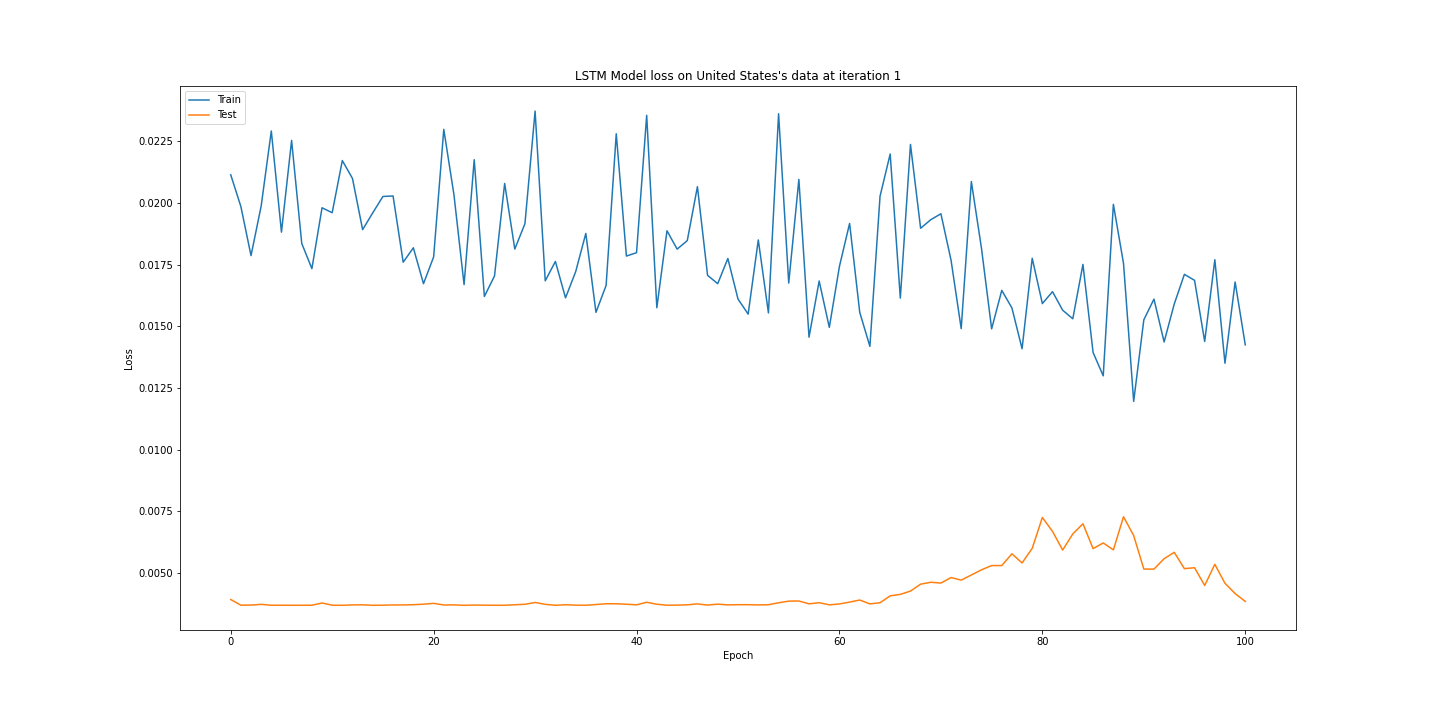 LSTM Model loss on United States's data at iteration 1
Train
Test
0.0225
0.0200
0.0175
0.0150
0.0125
0.0100
0.0075
0.0050
Loss
0 20 40 60 80 100
Epoch